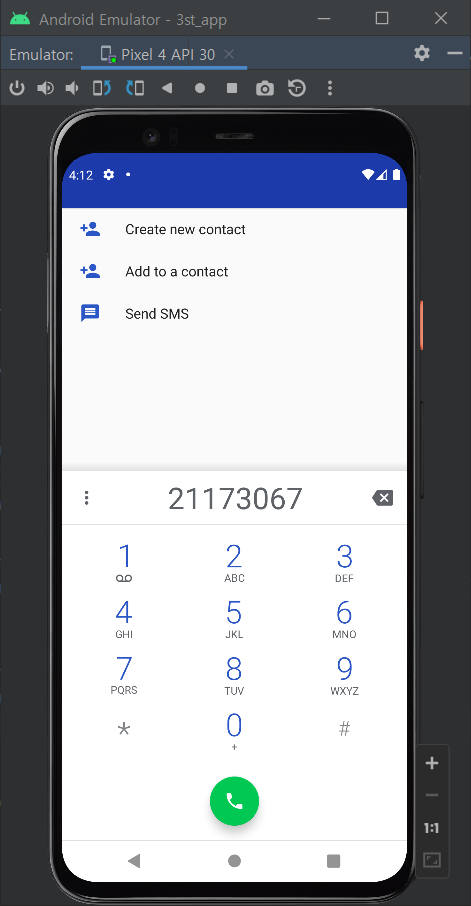 Android Emulator - 3st_app
Emulator: Pixel 4 API 30
4:12
Create new contact
Add to a contact
Send SMS
21173067
1 2 3
ABC DEF
4 5 6
GHI JKL MNO
7 8 9
PQRS TUV WXYZ
* 0 #
+
1:1